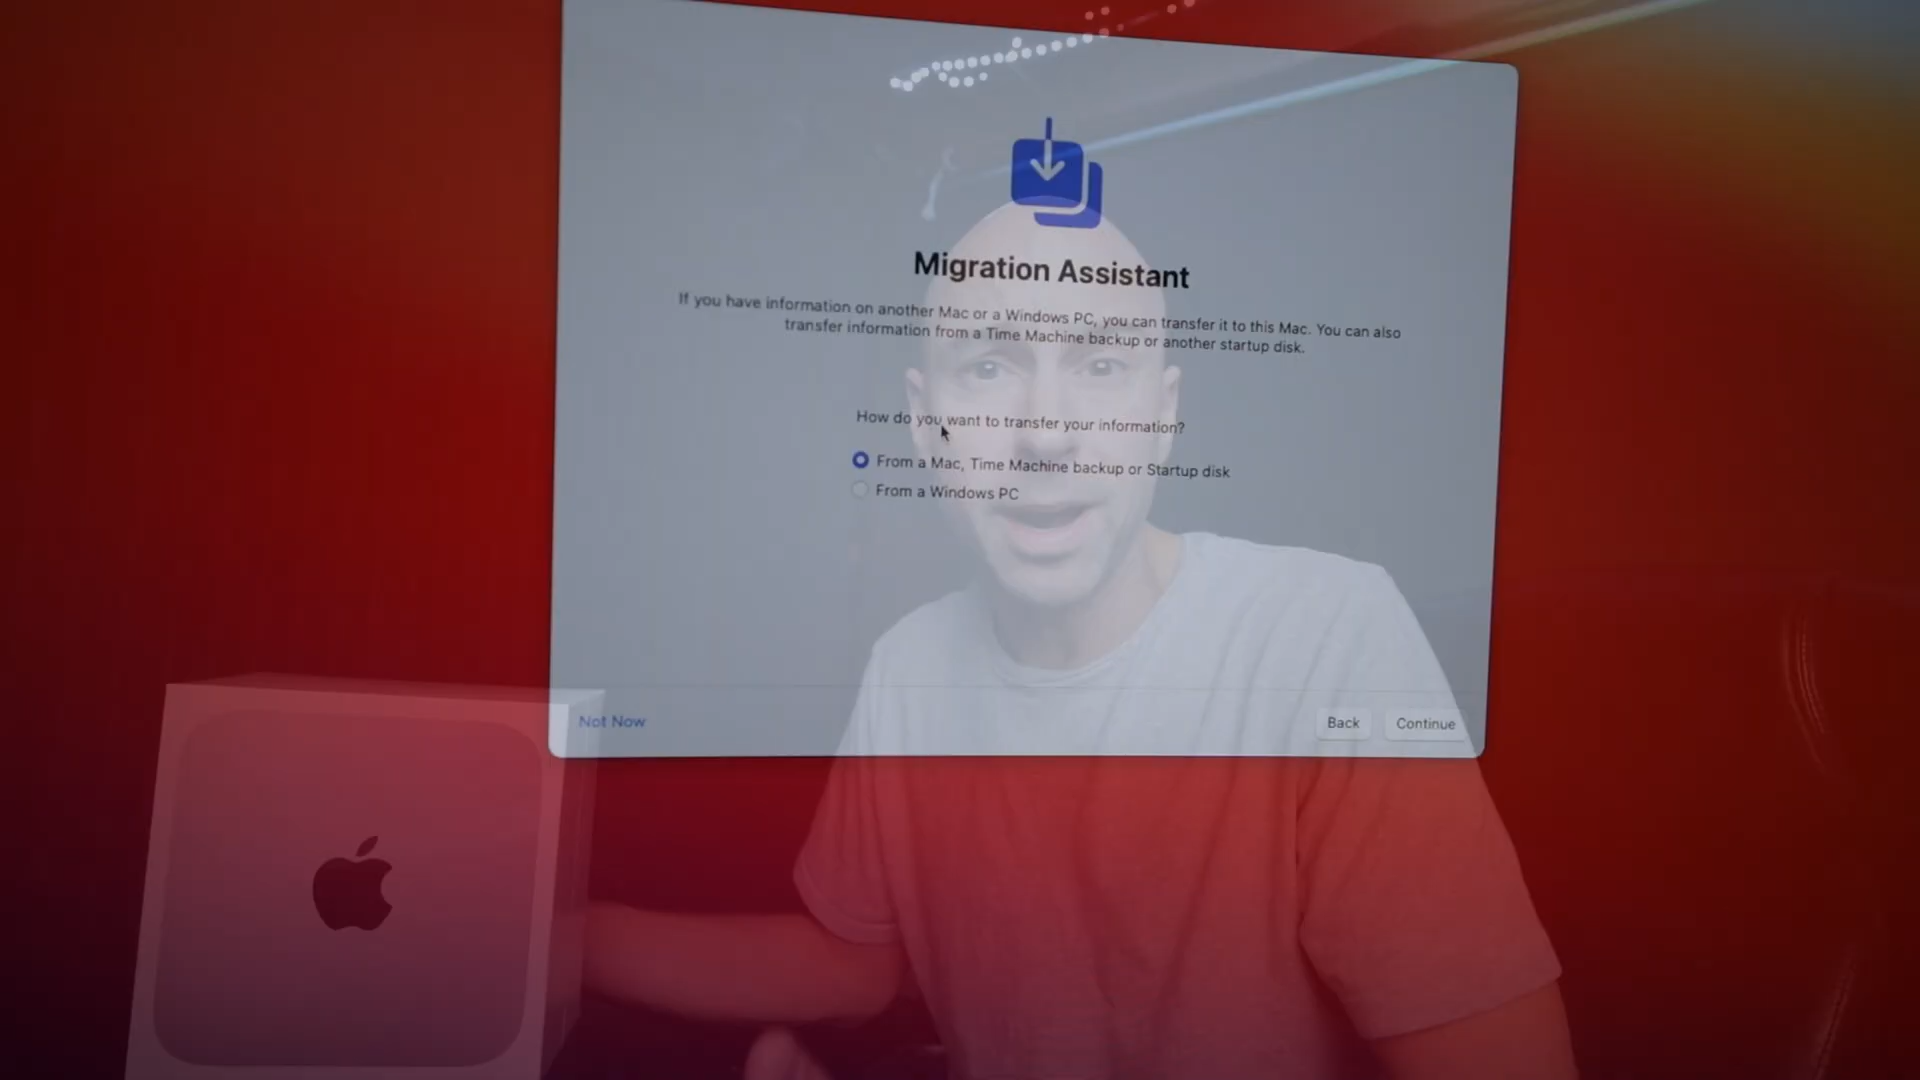 Migration Assistant
If you have information on another Mac or a Windows PC, you can transfer it to this Mac. You can also
transfer information from a Time Machine backup or another startup disk.
How do you want to transfer your information?
From a Mac, Time Machine backup or Startup disk
From a Windows PC
Not Now
Back
Continue